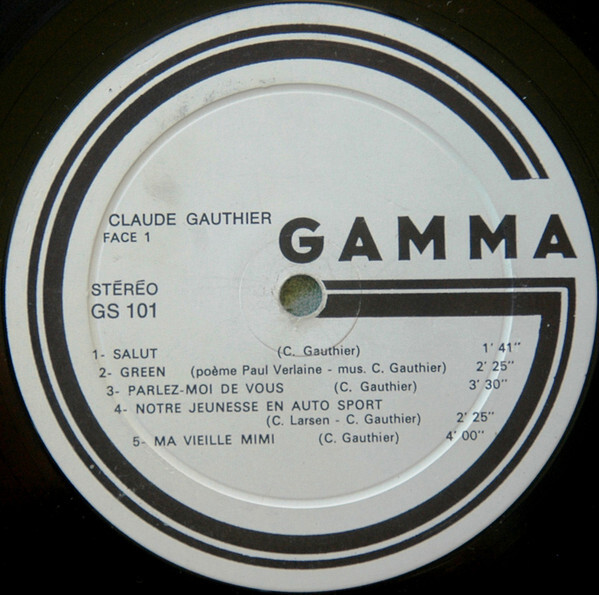 CLAUDE GAUTHIER
FACE 1
GAMMA
STÉRÉO
GS 101
1- SALUT (C. Gauthier) 1' 41"
2- GREEN (poème Paul Verlaine - mus. C. Gauthier) 2' 25"
3- PARLEZ-MOI DE VOUS (C. Gauthier) 3' 30"
4- NOTRE JEUNESSE EN AUTO SPORT
(C. Larsen - C. Gauthier) 2' 25"
5- MA VIEILLE MIMI (C. Gauthier) 4' 00"